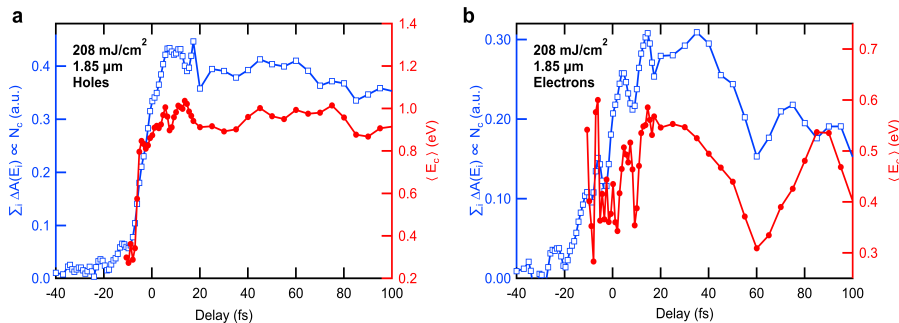 a
208 mJ/cm²
1.85 µm
Holes
∑ᵢ ΔA(Eᵢ) ∝ N_c (a.u.)
0.4
0.3
0.1
0.0
1.4
1.2
1.0
0.8
0.6
0.4
0.2
⟨ E_c ⟩ (eV)
-40 -20 0 20 40 60 80 100
Delay (fs)
b
208 mJ/cm²
1.85 µm
Electrons
∑ᵢ ΔA(Eᵢ) ∝ N_c (a.u.)
0.30
0.20
0.10
0.00
0.7
0.6
0.5
0.4
0.3
⟨ E_c ⟩ (eV)
-40 -20 0 20 40 60 80 100
Delay (fs)